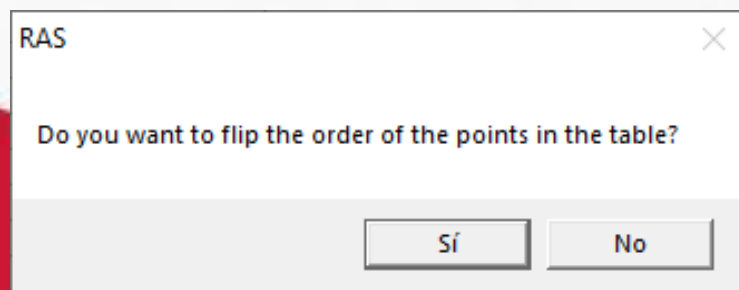 RAS
Do you want to flip the order of the points in the table?
Sí
No